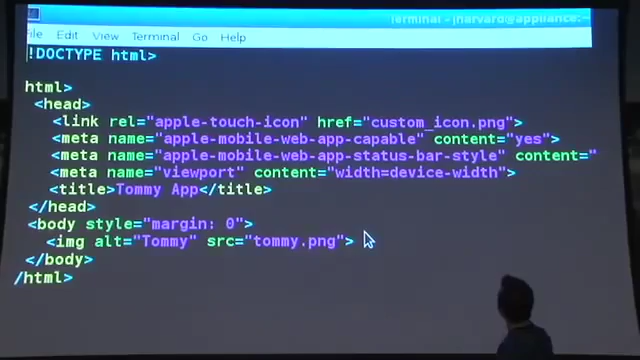 Terminal - jharvard@appliance:~
File Edit View Terminal Go Help
!DOCTYPE html>
html>
<head>
<link rel="apple-touch-icon" href="custom_icon.png">
<meta name="apple-mobile-web-app-capable" content="yes">
<meta name="apple-mobile-web-app-status-bar-style" content="
<meta name="viewport" content="width=device-width">
<title>Tommy App</title>
</head>
<body style="margin: 0">
<img alt="Tommy" src="tommy.png">
</body>
/html>